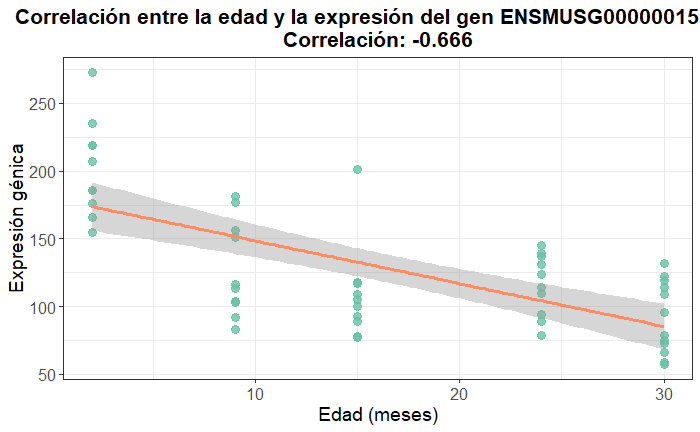 Correlación entre la edad y la expresión del gen ENSMUSG00000015
Correlación: -0.666
Expresión génica
250
200
150
100
50
10
20
30
Edad (meses)